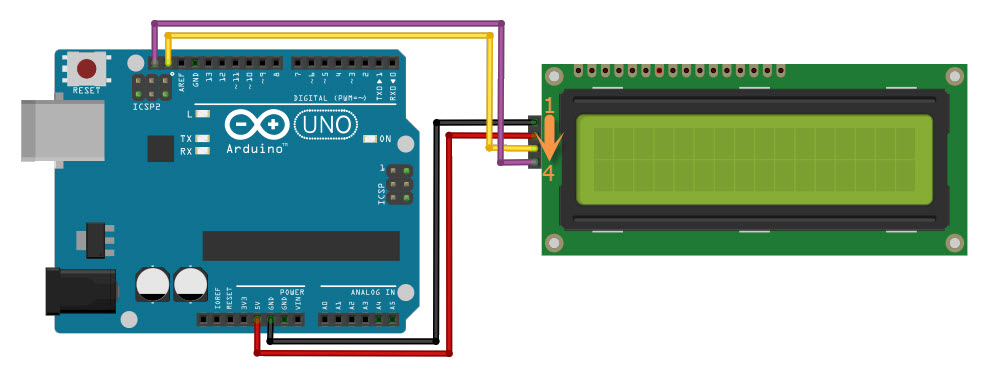 RESET
ICSP2
AREF
GND
13
12
~11
~10
~9
8
7
~6
~5
4
~3
2
TXD▶1
RXD◀0
DIGITAL (PWM=~)
L
TX
RX
UNO
ON
Arduino™
1
ICSP
1
4
POWER
ANALOG IN
IOREF
RESET
3V3
5V
GND
GND
VIN
A0
A1
A2
A3
A4
A5